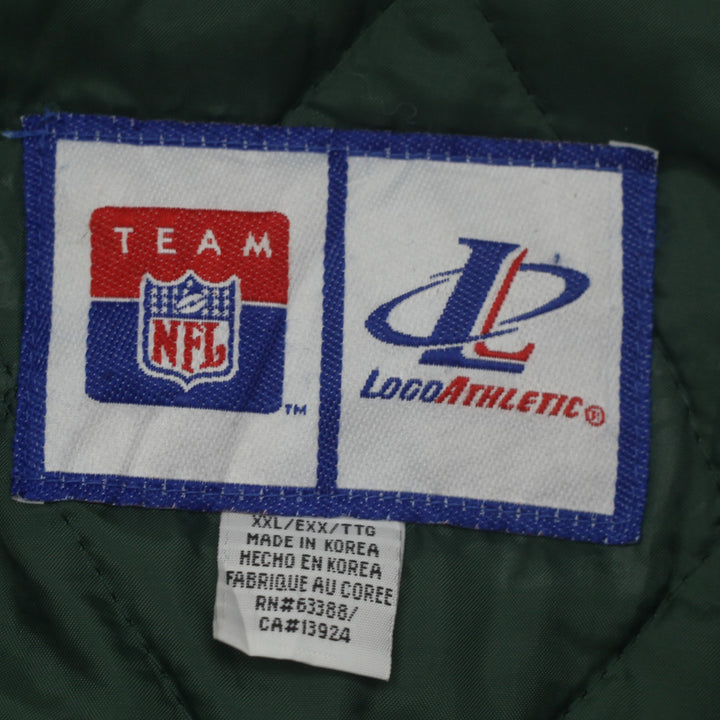 TEAM
NFL
TM
L
LOGOATHLETIC®
XXL/EXX/TTG
MADE IN KOREA
HECHO EN KOREA
FABRIQUE AU COREE
RN#63388/
CA#13924